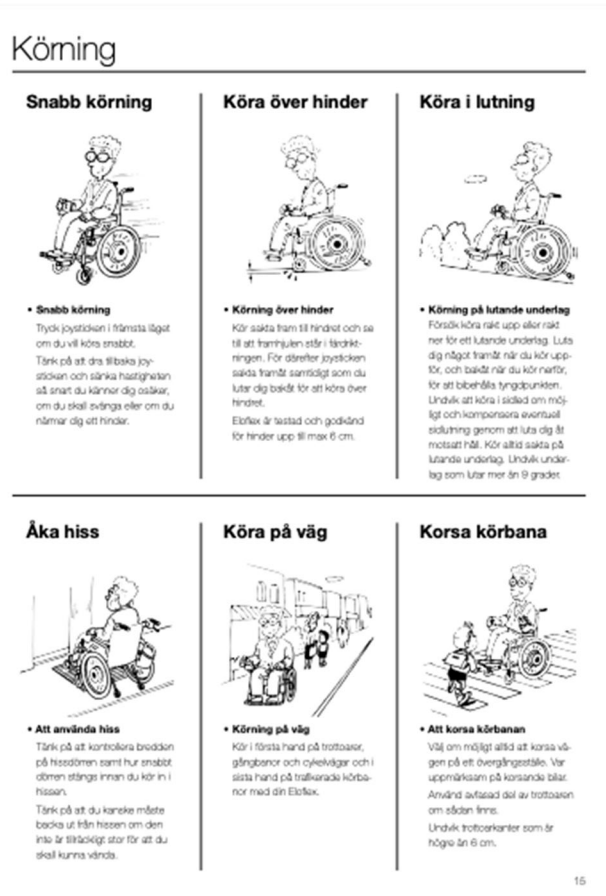 Körning
Snabb körning
• Snabb körning
Tryck joysticken i främsta läget
om du vill köra snabbt.
Tänk på att dra tillbaka joy-
sticken och sänka hastigheten
så snart du känner dig osäker,
om du skall svänga eller om du
närmar dig ett hinder.
Köra över hinder
• Körning över hinder
Kör sakta fram till hindret och se
till att framhjulen står i färdrikt-
ningen. För därefter joysticken
sakta framåt samtidigt som du
lutar dig bakåt för att köra över
hindret.
Eloflex är testad och godkänd
för hinder upp till max 6 cm.
Köra i lutning
• Körning på lutande underlag
Försök köra rakt upp eller rakt
ner för ett lutande underlag. Luta
dig något framåt när du kör upp-
för, och bakåt när du kör nerför,
för att bibehålla tyngdpunkten.
Undvik att köra i sidled om möj-
ligt och kompensera eventuell
sidlutning genom att luta dig åt
motsatt håll. Kör alltid sakta på
lutande underlag. Undvik under-
lag som lutar mer än 9 grader.
Åka hiss
• Att använda hiss
Tänk på att kontrollera bredden
på hissdörren samt hur snabbt
dörren stängs innan du kör in i
hissen.
Tänk på att du kanske måste
backa ut från hissen om den
inte är tillräckligt stor för att du
skall kunna vända.
Köra på väg
• Körning på väg
Kör i första hand på trottoarer,
gångbanor och cykelvägar och i
sista hand på trafikerade körba-
nor med din Eloflex.
Korsa körbana
• Att korsa körbanan
Välj om möjligt alltid att korsa vä-
gen på ett övergångsställe. Var
uppmärksam på korsande bilar.
Använd avfasad del av trottoaren
om sådan finns.
Undvik trottoarkanter som är
högre än 6 cm.
15